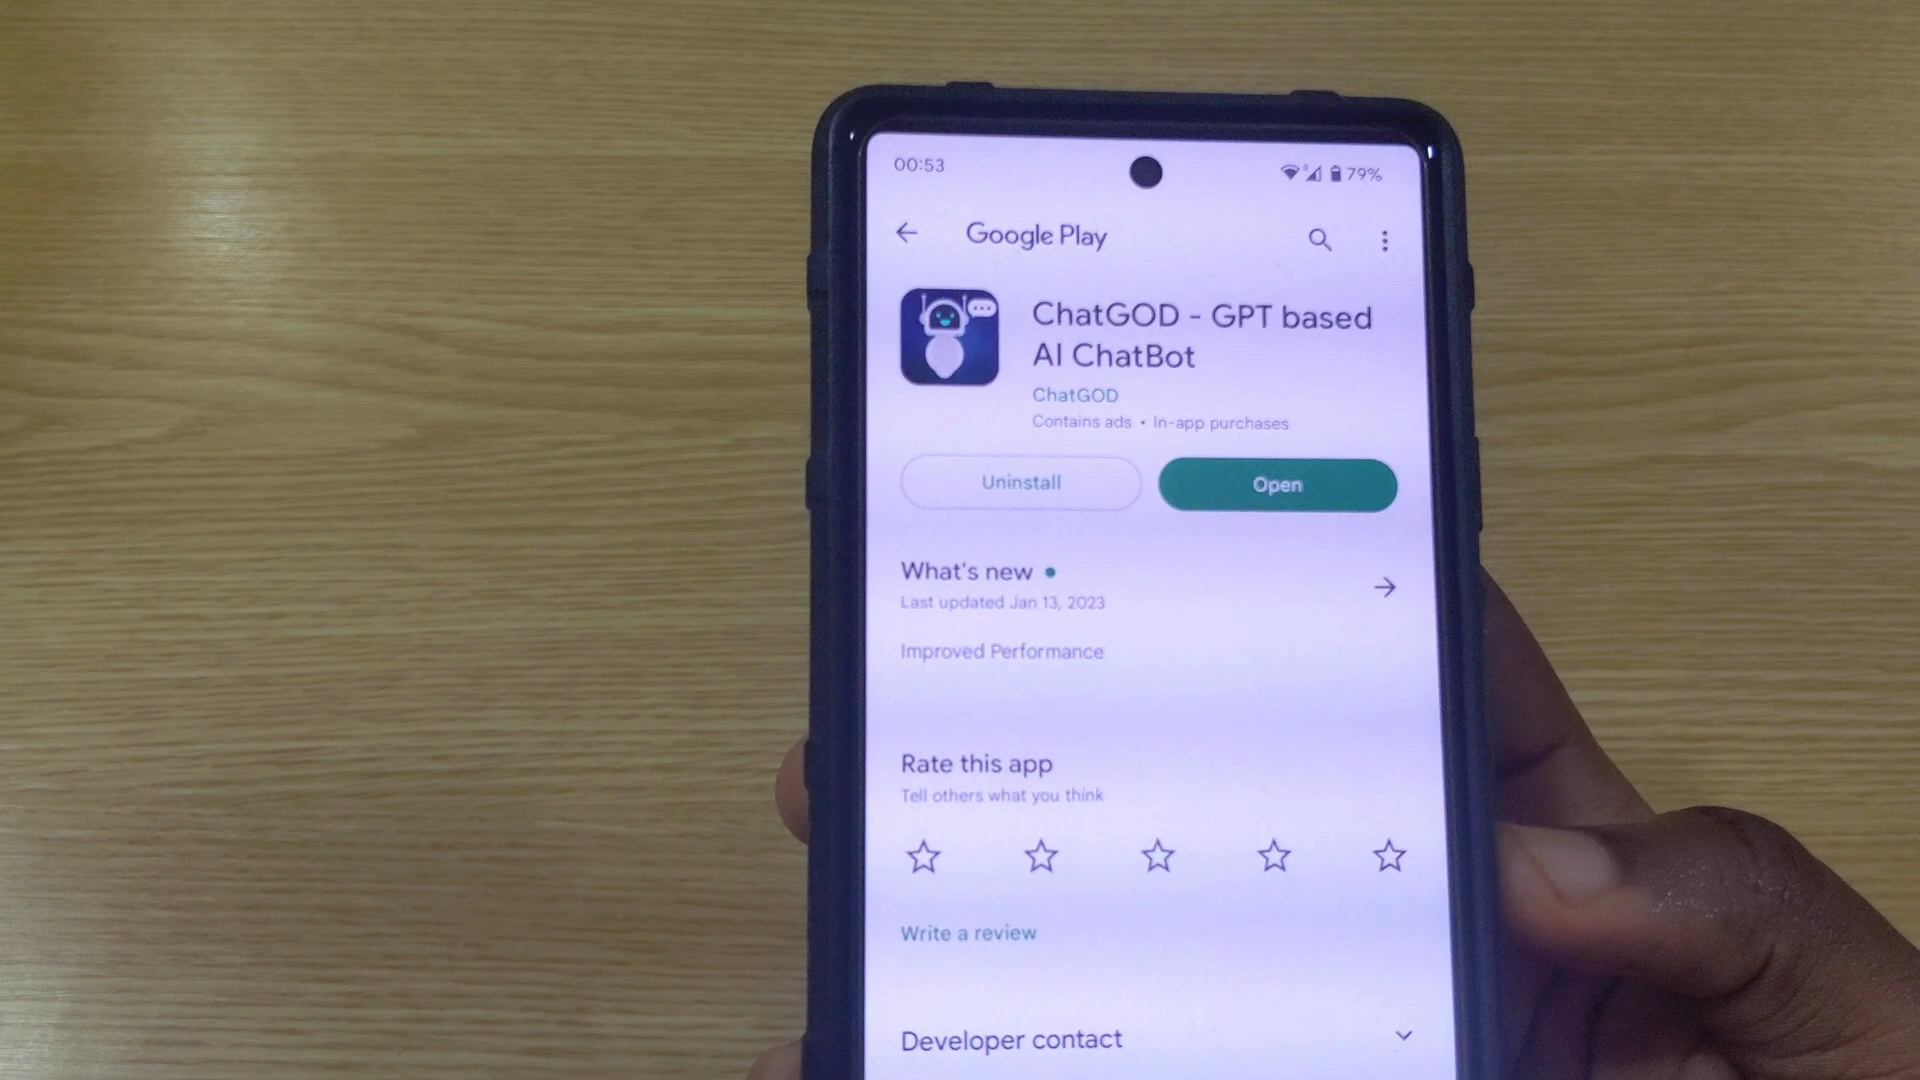 00:53
79%
Google Play
ChatGOD - GPT based
AI ChatBot
ChatGOD
Contains ads • In-app purchases
Uninstall
Open
What's new
Last updated Jan 13, 2023
Improved Performance
Rate this app
Tell others what you think
Write a review
Developer contact